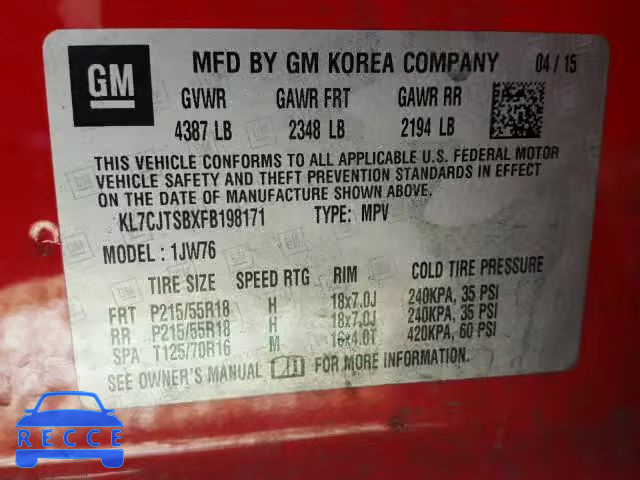 GM
MFD BY GM KOREA COMPANY 04 / 15
GVWR GAWR FRT GAWR RR
4387 LB 2348 LB 2194 LB
THIS VEHICLE CONFORMS TO ALL APPLICABLE U.S. FEDERAL MOTOR
VEHICLE SAFETY AND THEFT PREVENTION STANDARDS IN EFFECT
ON THE DATE OF MANUFACTURE SHOWN ABOVE.
KL7CJTSBXFB198171 TYPE: MPV
MODEL : 1JW76
TIRE SIZE SPEED RTG RIM COLD TIRE PRESSURE
FRT P215/55R18 H 18x7.0J 240KPA, 35 PSI
RR P215/55R18 H 18x7.0J 240KPA, 35 PSI
SPA T125/70R16 M 16x4.0T 420KPA, 60 PSI
SEE OWNER'S MANUAL FOR MORE INFORMATION.
RECCE